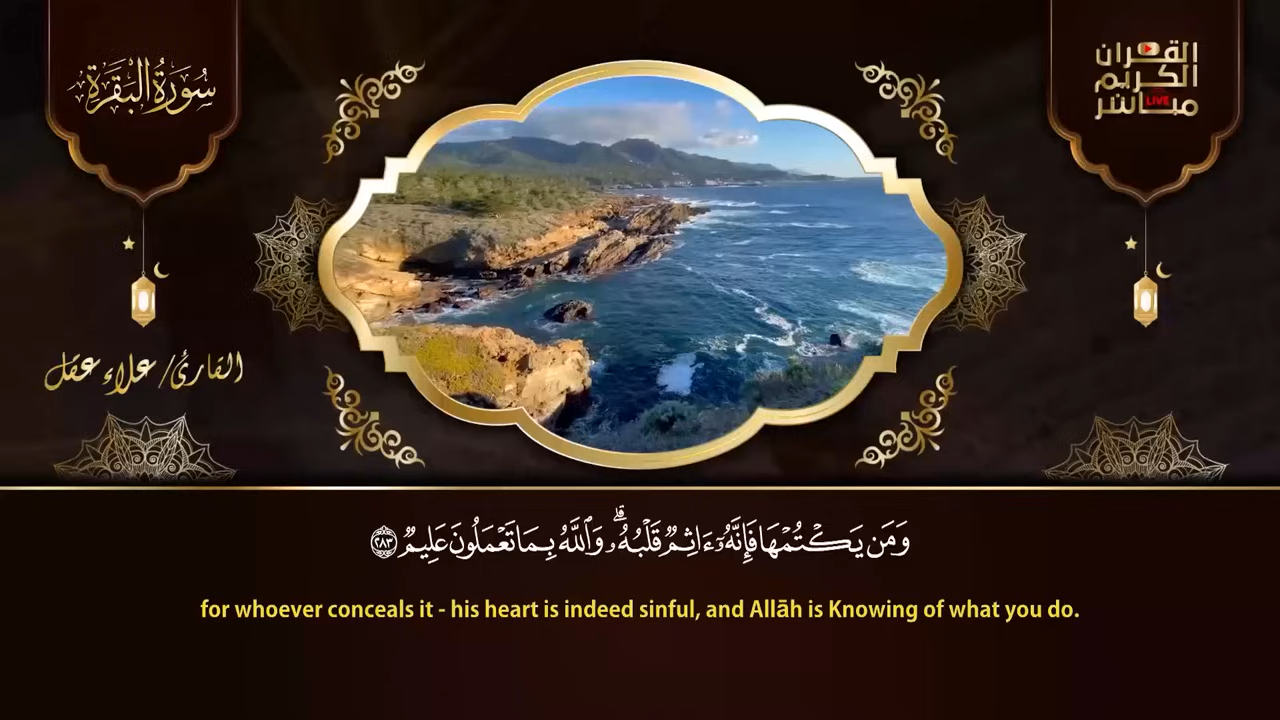 سُورَةُ البَقَرَةِ
القرآن
الكريم
مباشر
LIVE
القارئ/ علاء عقل
وَمَن يَكْتُمْهَا فَإِنَّهُۥٓ ءَاثِمٌ قَلْبُهُۥ ۗ وَٱللَّهُ بِمَا تَعْمَلُونَ عَلِيمٌ ٢٨٣
for whoever conceals it - his heart is indeed sinful, and Allāh is Knowing of what you do.